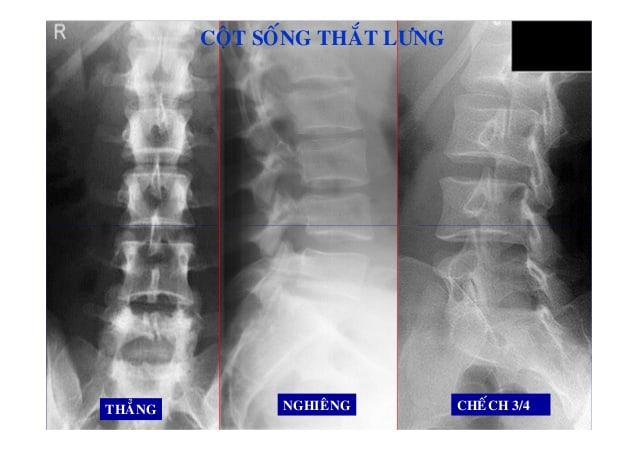 R
CỘT SỐNG THẮT LƯNG
THẲNG
NGHIÊNG
CHẾCH 3/4